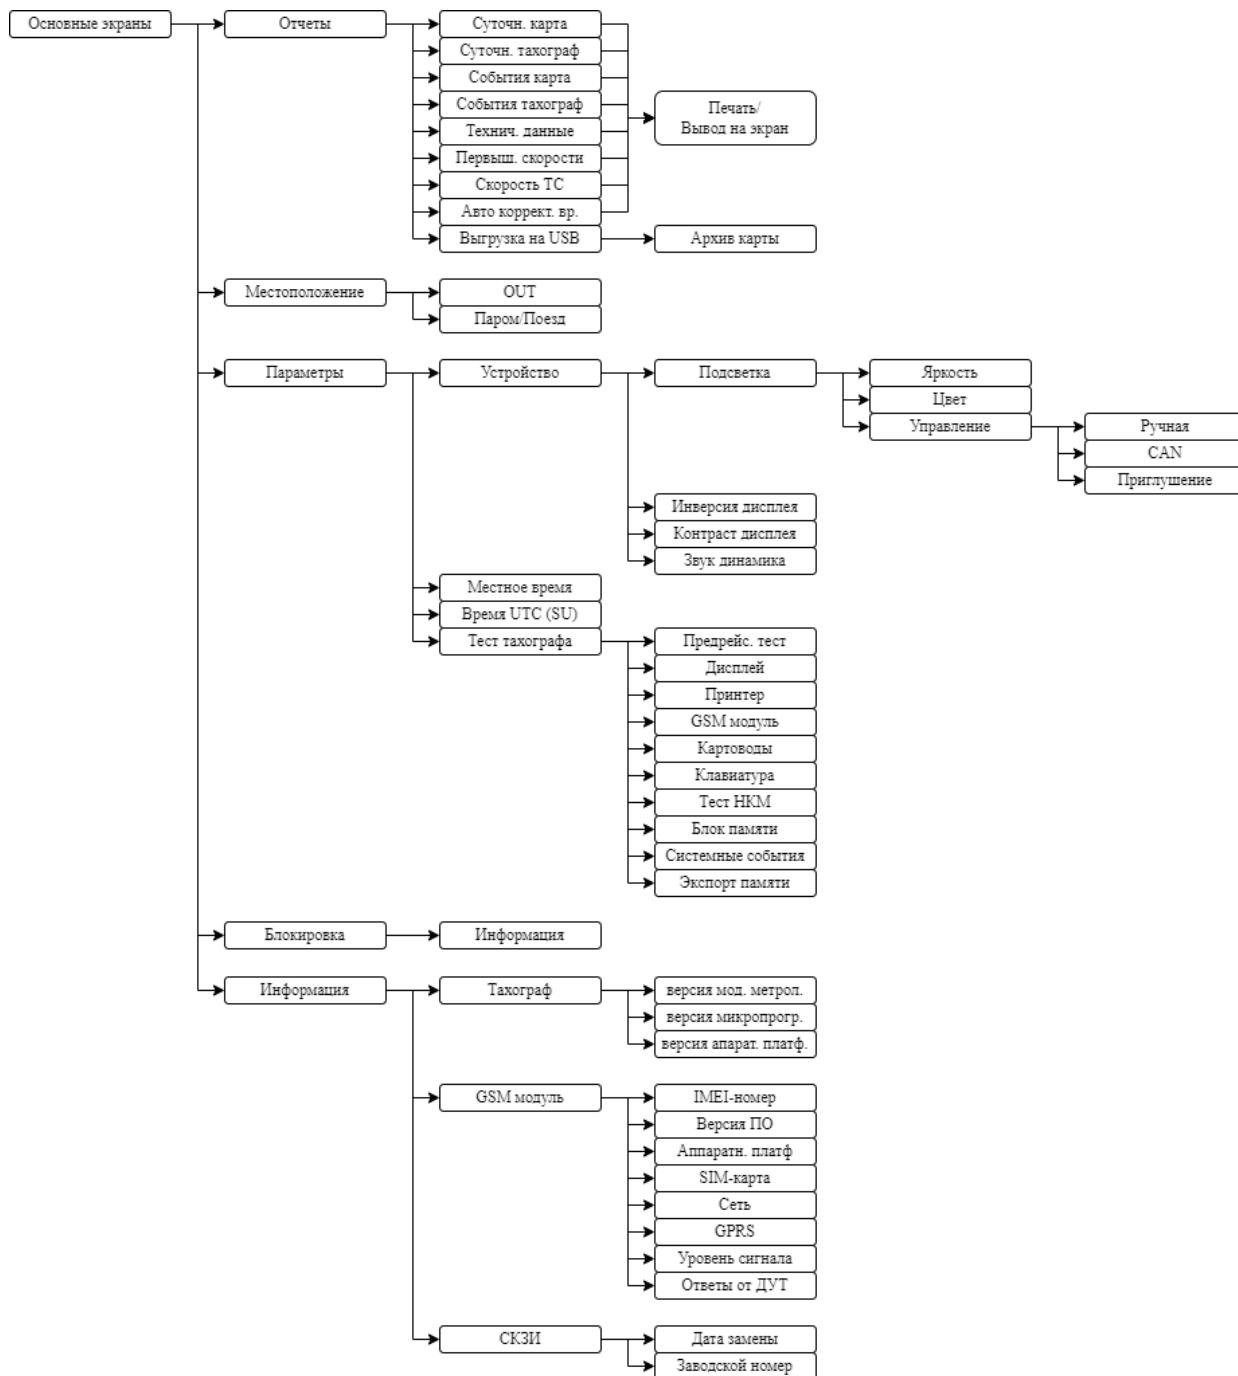 Основные экраны
Отчеты
Суточн. карта
Суточн. тахограф
События карта
События тахограф
Технич. данные
Первыш. скорости
Скорость ТС
Авто коррект. вр.
Выгрузка на USB
Печать/
Вывод на экран
Архив карты
Местоположение
OUT
Паром/Поезд
Параметры
Устройство
Подсветка
Яркость
Цвет
Управление
Ручная
CAN
Приглушение
Инверсия дисплея
Контраст дисплея
Звук динамика
Местное время
Время UTC (SU)
Тест тахографа
Предрейс. тест
Дисплей
Принтер
GSM модуль
Картоводы
Клавиатура
Тест НКМ
Блок памяти
Системные события
Экспорт памяти
Блокировка
Информация
Информация
Тахограф
версия мод. метрол.
версия микропрогр.
версия апарат. платф.
GSM модуль
IMEI-номер
Версия ПО
Аппаратн. платф
SIM-карта
Сеть
GPRS
Уровень сигнала
Ответы от ДУТ
СКЗИ
Дата замены
Заводской номер